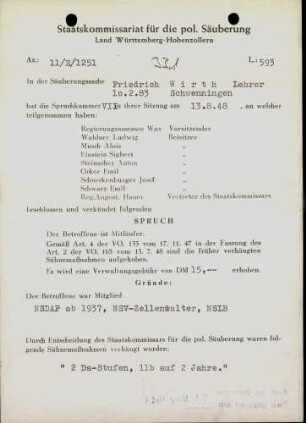 Staatskommissariat für die pol. Säuberung
Land Württemberg-Hohenzollern
Az.: 11/Z/1251 L: 593
In der Säuberungssache Friedrich Wirth Lehrer
10.2.83 Schwenningen
hat die Spruchkammer VII in ihrer Sitzung am 13.8.48, an welcher
teilgenommen haben:
Regierungsassessor Wax Vorsitzender
Waldner Ludwig Beisitzer
Munch Alois "
Einstein Sigbert "
Steinacher Anton "
Erker Emil "
Schneckenburger Josef "
Schwarz Emil "
Reg.Angest. Hauer Vertreter des Staatskommissars
beschlossen und verkündet folgenden
SPRUCH
Der Betroffene ist Mitläufer.
Gemäß Art. 4 der VO. 133 vom 17. 11. 47 in der Fassung des
Art. 2 der VO. 165 vom 13. 7. 48 sind die früher verhängten
Sühnemaßnahmen aufgehoben.
Es wird eine Verwaltungsgebühr von DM 15,-- erhoben.
Gründe:
Der Betroffene war Mitglied
NSDAP ab 1937, NSV-Zellenwalter, NSLB
Durch Entscheidung des Staatskommissars für die pol. Säuberung waren fol-
gende Sühnemaßnahmen verhängt worden:
" 2 Da-Stufen, 11b auf 2 Jahre."